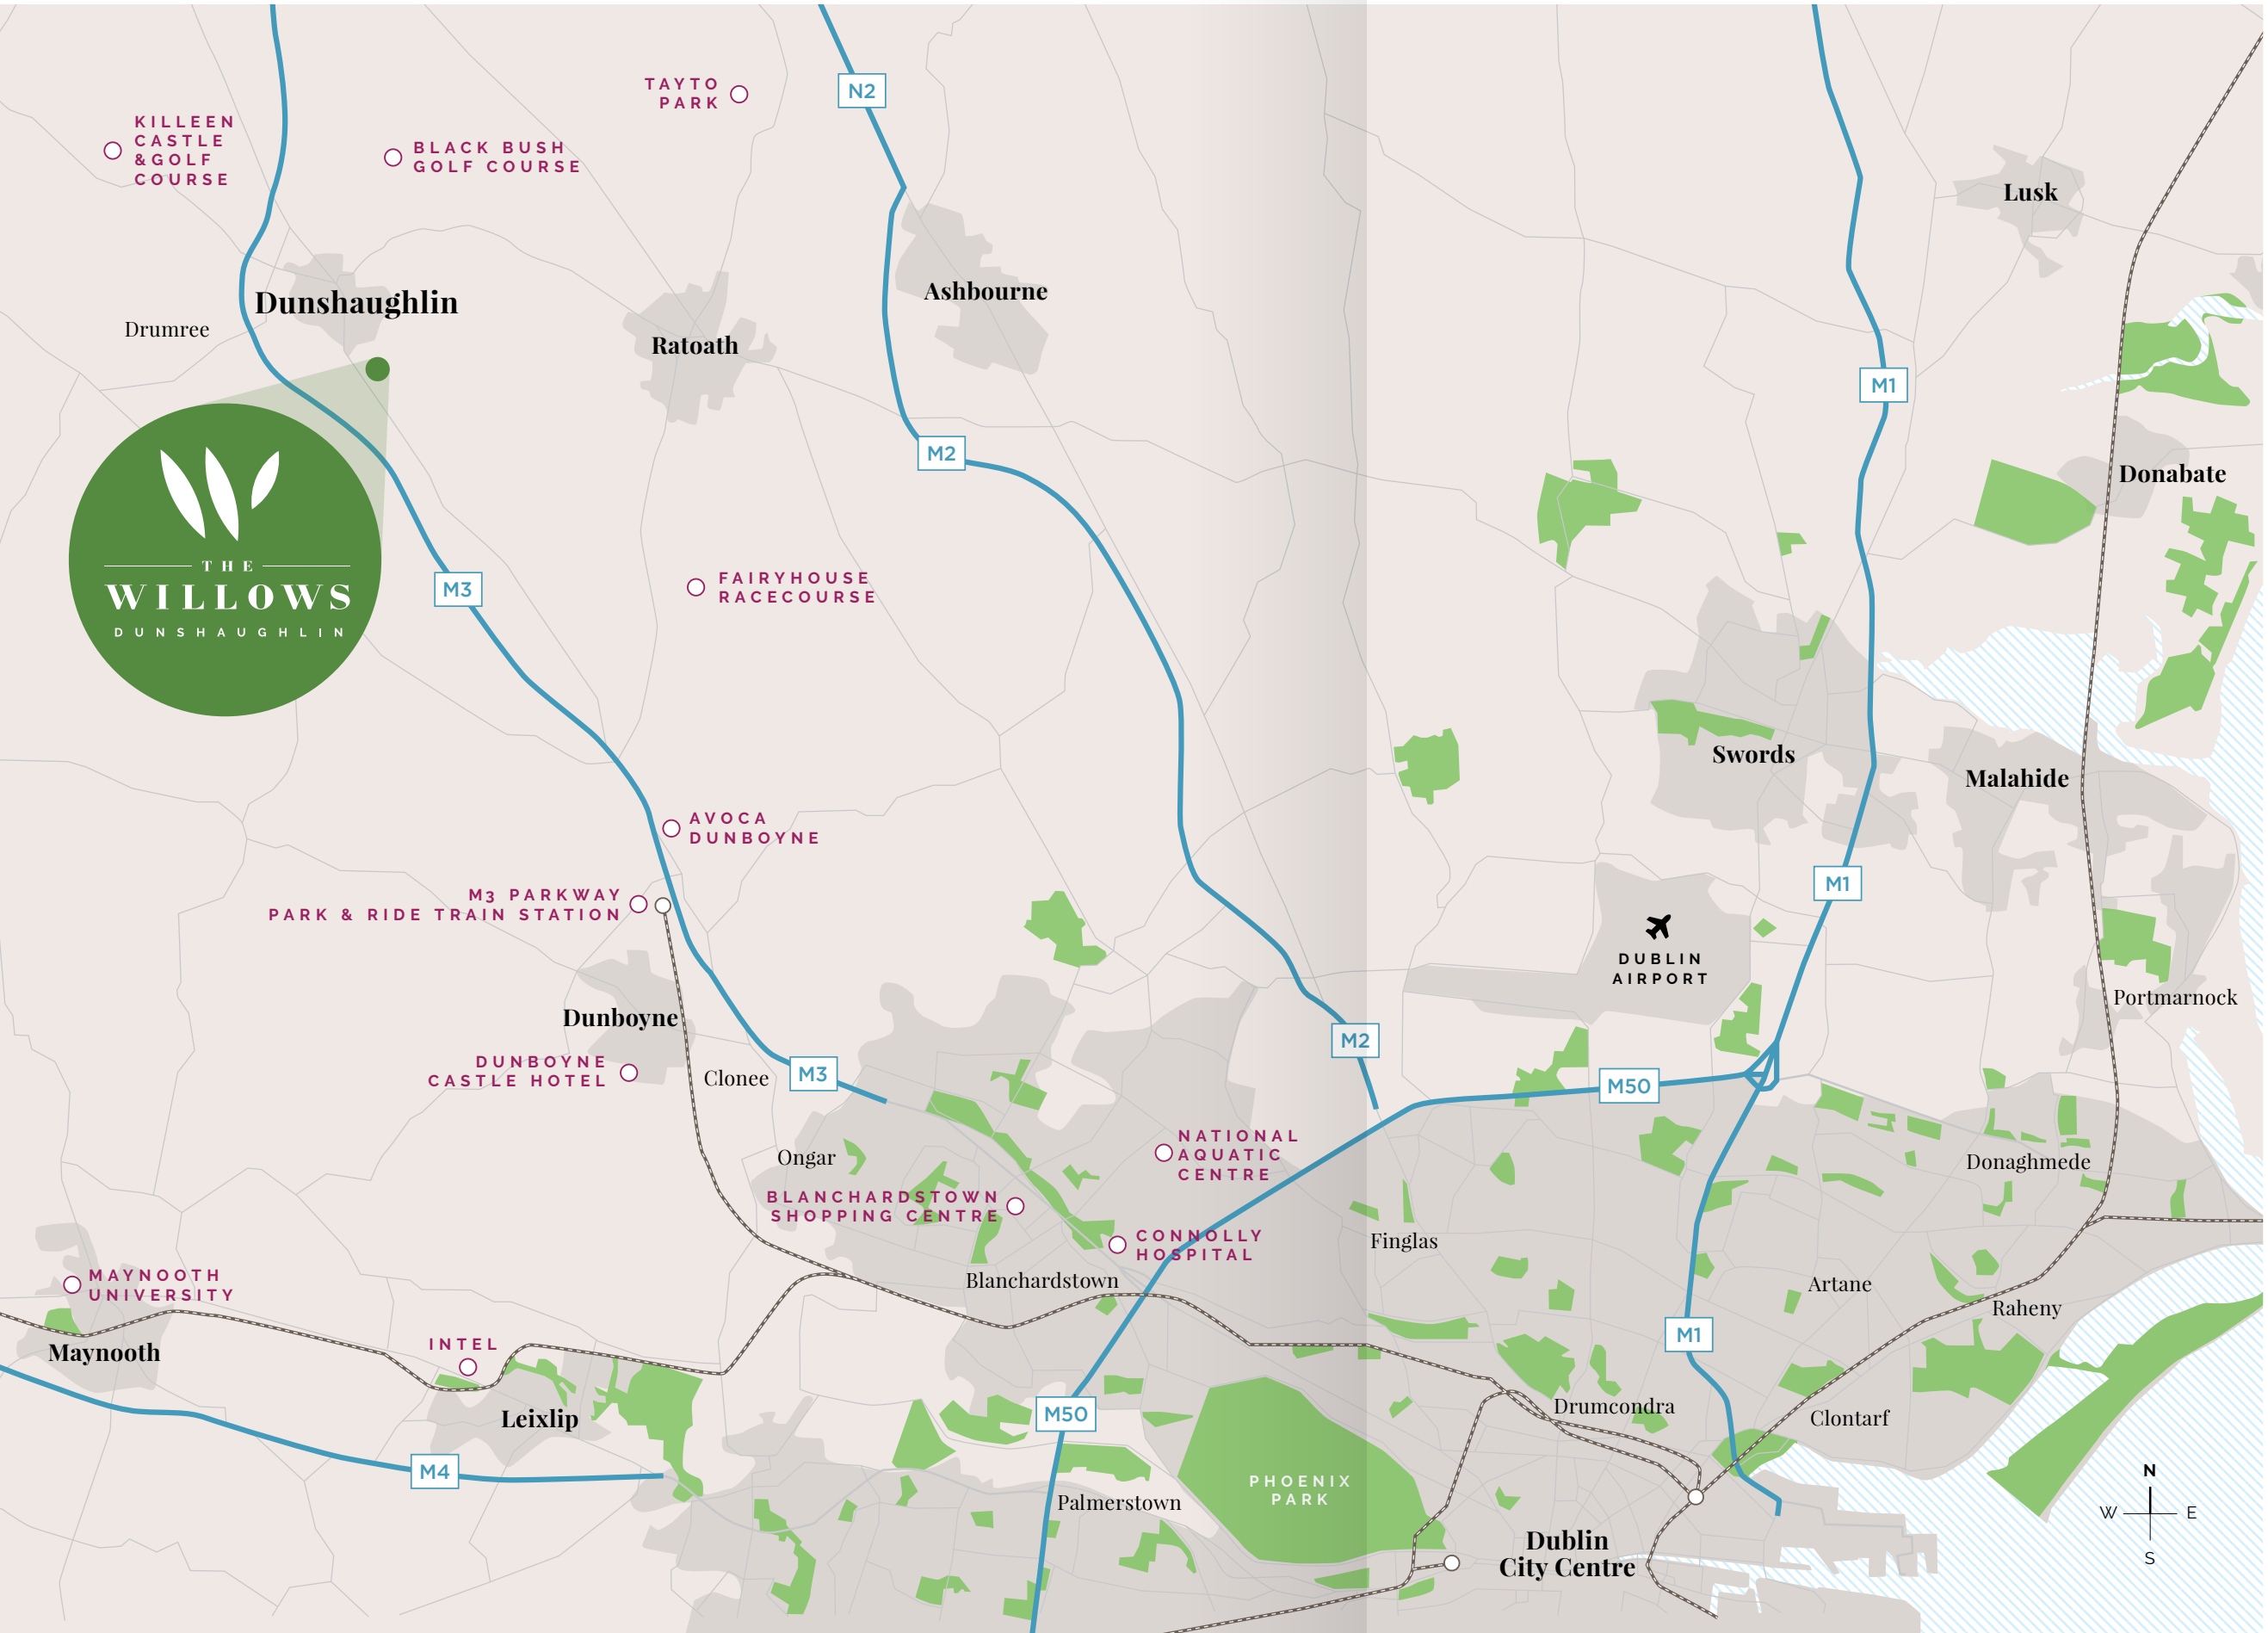 TAYTO
PARK
N2
KILLEEN
CASTLE
&GOLF
COURSE
BLACK BUSH
GOLF COURSE
Lusk
Dunshaughlin
Drumree
Ashbourne
Ratoath
M1
M2
Donabate
THE
WILLOWS
DUNSHAUGHLIN
M3
FAIRYHOUSE
RACECOURSE
Swords
Malahide
AVOCA
DUNBOYNE
M1
M3 PARKWAY
PARK & RIDE TRAIN STATION
DUBLIN
AIRPORT
Portmarnock
Dunboyne
M2
DUNBOYNE
CASTLE HOTEL
Clonee
M3
M50
NATIONAL
AQUATIC
CENTRE
Ongar
Donaghmede
BLANCHARDSTOWN
SHOPPING CENTRE
CONNOLLY
HOSPITAL
Finglas
MAYNOOTH
UNIVERSITY
Blanchardstown
Artane
Raheny
INTEL
M1
Maynooth
Leixlip
M50
Drumcondra
Clontarf
M4
PHOENIX
PARK
Palmerstown
Dublin
City Centre
N
W
E
S